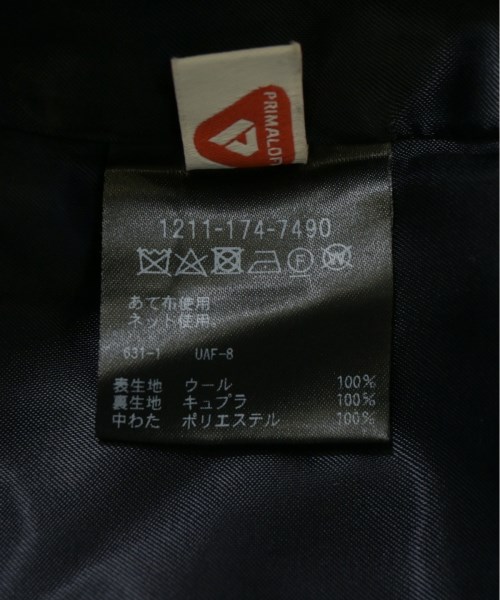 PRIMALOF
1211-174-7490
あて布使用
ネット使用。
631-1 UAF-8
表生地 ウール 100%
裏生地 キュプラ 100%
中わた ポリエステル 100%